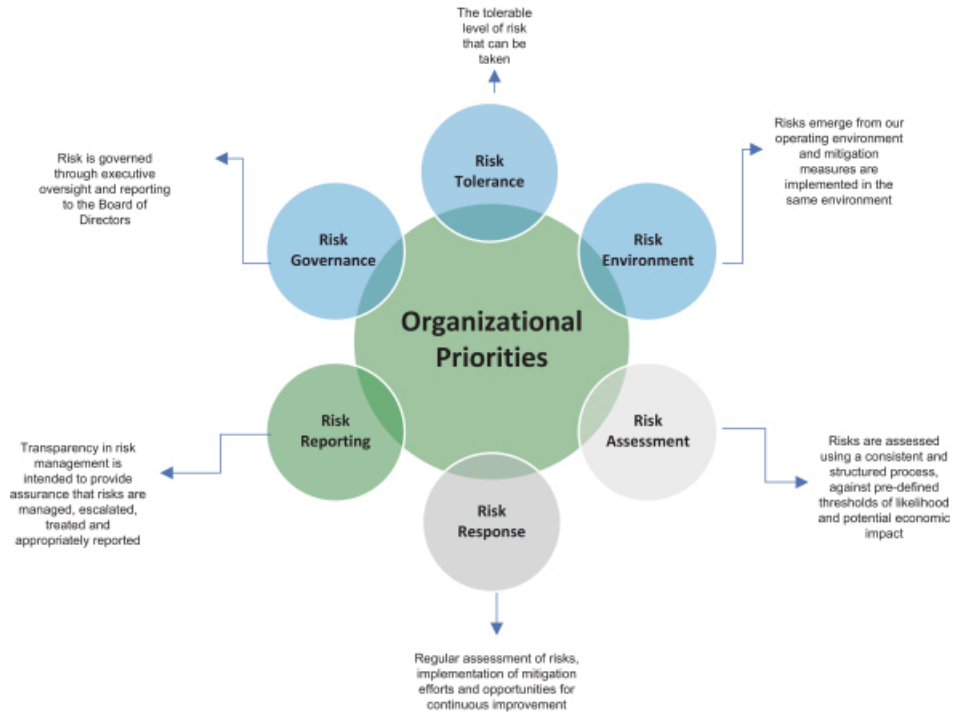 The tolerable
level of risk
that can be
taken
Risk
Tolerance
Risks emerge from our
operating environment
and mitigation
measures are
implemented in the
same environment
Risk
Environment
Risk is governed
through executive
oversight and reporting
to the Board of
Directors
Risk
Governance
Organizational
Priorities
Risk
Reporting
Transparency in risk
management is
intended to provide
assurance that risks are
managed, escalated,
treated and
appropriately reported
Risk
Assessment
Risks are assessed
using a consistent and
structured process,
against pre-defined
thresholds of likelihood
and potential economic
impact
Risk
Response
Regular assessment of risks,
implementation of mitigation
efforts and opportunities for
continuous improvement